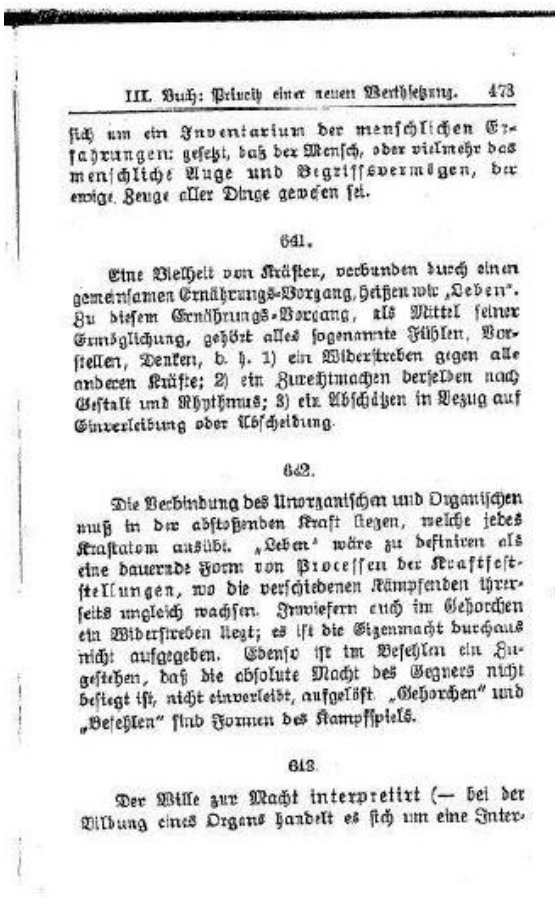 III. Buch: Princip einer neuen Werthsetzung. 473
sich um ein Inventarium der menschlichen Er-
fahrungen: gesetzt, daß der Mensch, oder vielmehr das
menschliche Auge und Begriffsvermögen, der
ewige Zeuge aller Dinge gewesen sei.
641.
Eine Vielheit von Kräften, verbunden durch einen
gemeinsamen Ernährungs-Vorgang, heißen wir „Leben“.
Zu diesem Ernährungs-Vorgang, als Mittel seiner
Ermöglichung, gehört alles sogenannte Fühlen, Vor-
stellen, Denken, d. h. 1) ein Widerstreben gegen alle
anderen Kräfte; 2) ein Zurechtmachen derselben nach
Gestalt und Rhythmus; 3) ein Abschätzen in Bezug auf
Einverleibung oder Abscheidung.
642.
Die Verbindung des Unorganischen und Organischen
muß in der abstoßenden Kraft liegen, welche jedes
Kraftatom ausübt. „Leben“ wäre zu definiren als
eine dauernde Form von Processen der Kraftfest-
stellungen, wo die verschiedenen Kämpfenden ihrer-
seits ungleich wachsen. Inwiefern auch im Gehorchen
ein Widerstreben liegt; es ist die Eigenmacht durchaus
nicht aufgegeben. Ebenso ist im Befehlen ein Zu-
gestehen, daß die absolute Macht des Gegners nicht
besiegt ist, nicht einverleibt, aufgelöst. „Gehorchen“ und
„Befehlen“ sind Formen des Kampfspiels.
643.
Der Wille zur Macht interpretirt (— bei der
Bildung eines Organs handelt es sich um eine Inter-